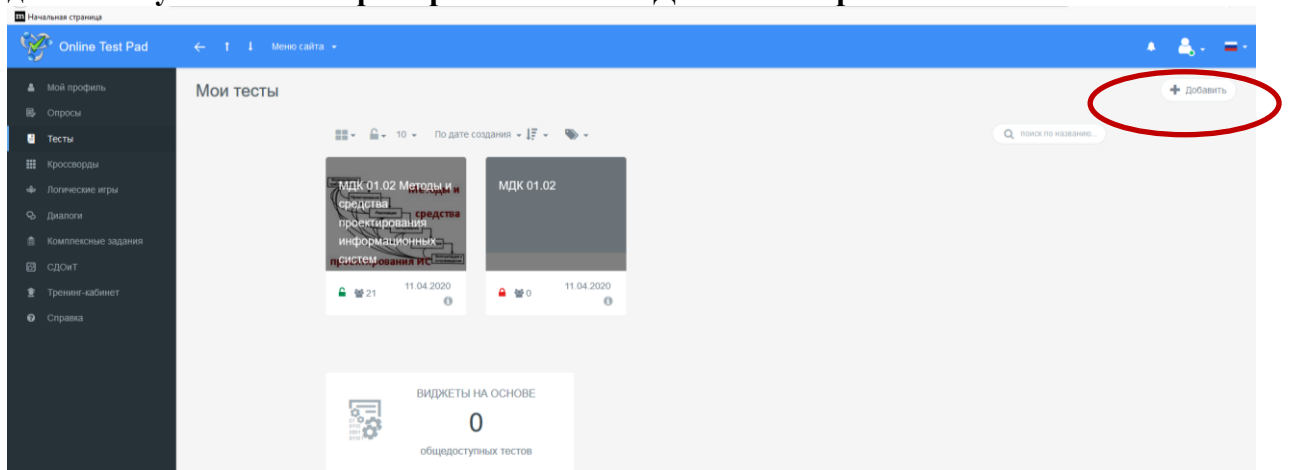 Начальная страница
Online Test Pad
Меню сайта
Мой профиль
Опросы
Тесты
Кроссворды
Логические игры
Диалоги
Комплексные задания
СДОиТ
Тренинг-кабинет
Справка
Мои тесты
Добавить
10
По дате создания
поиск по названию...
МДК 01.02 Методы и
средства
проектирования
информационных
систем
21
11.04.2020
МДК 01.02
0
11.04.2020
ВИДЖЕТЫ НА ОСНОВЕ
0
общедоступных тестов